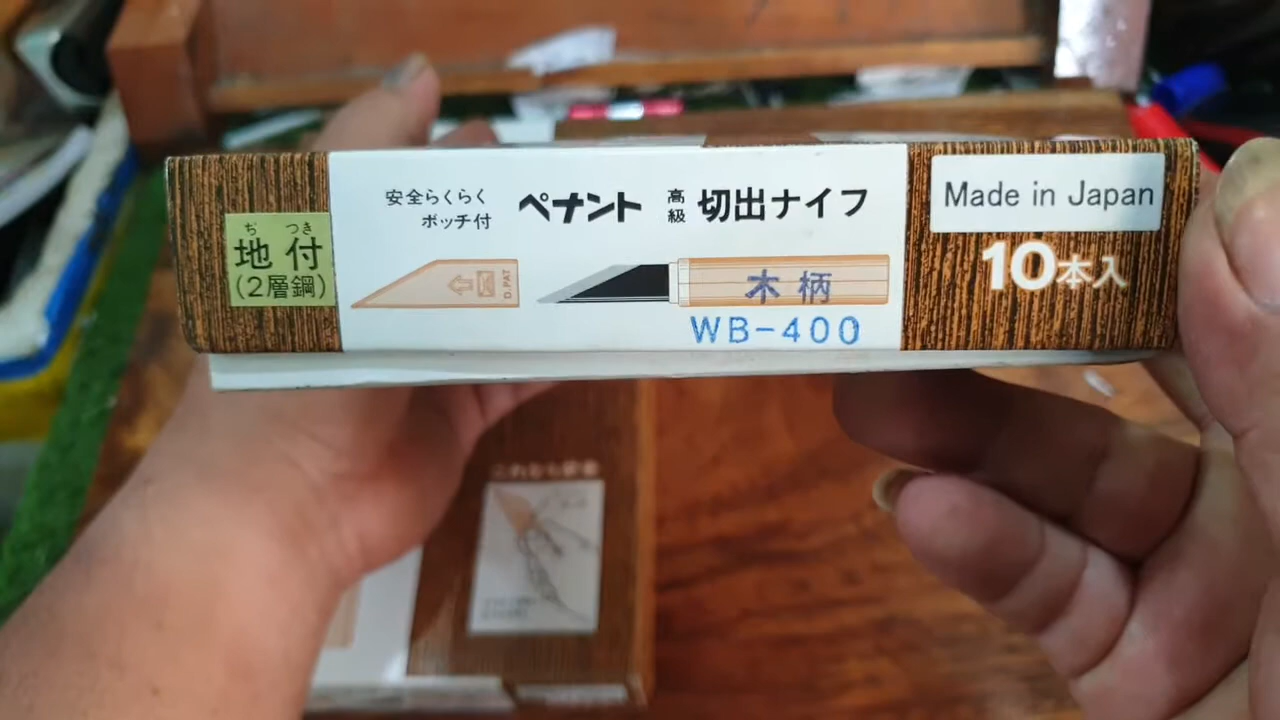 ぢ つき
地付
(2層鋼)
安全らくらく
ボッチ付
ペナント 高級 切出ナイフ
D.PAT
木柄
WB-400
Made in Japan
10本入